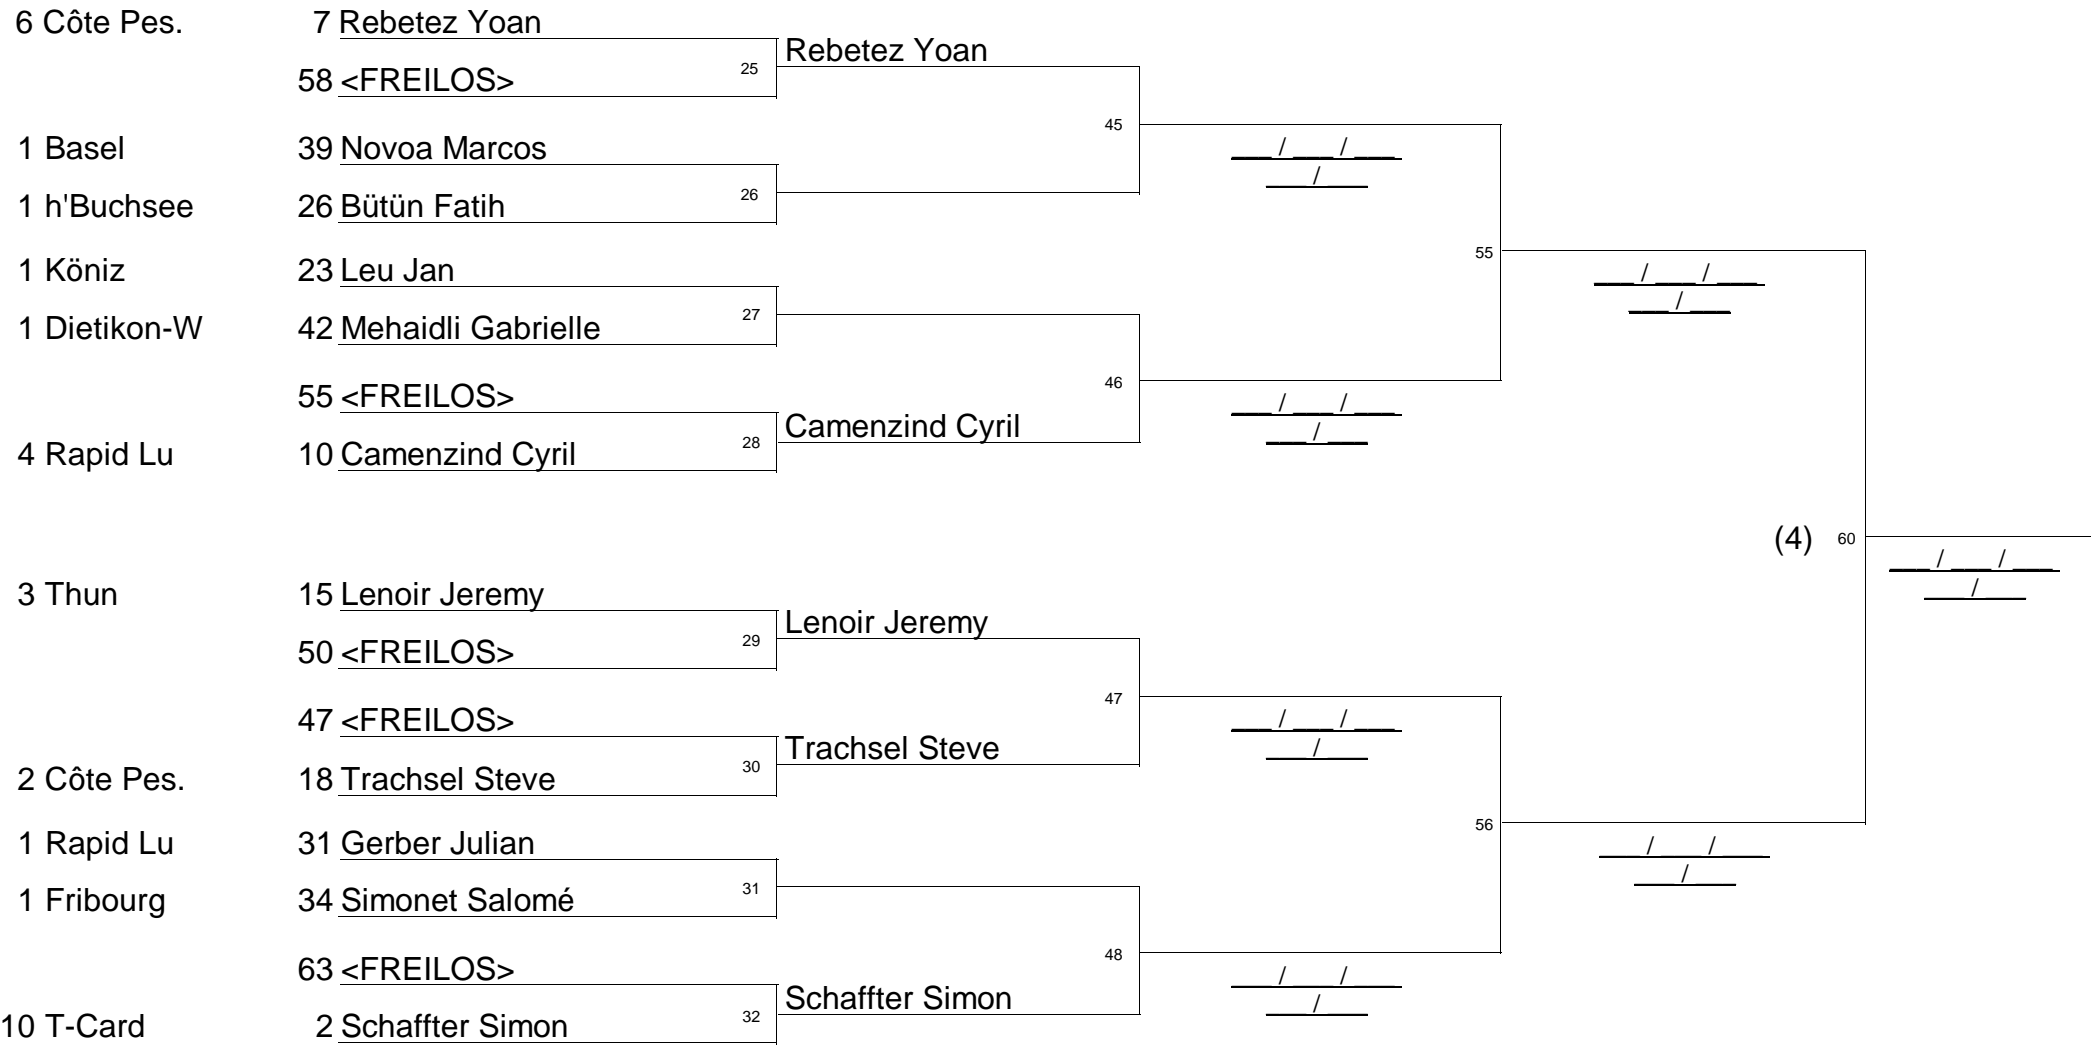 6 Côte Pes. 7 Rebetez Yoan
Rebetez Yoan
58 <FREILOS> 25
45
1 Basel 39 Novoa Marcos
___ / ___ / ___
___ / ___
1 h'Buchsee 26 Bütün Fatih 26
55
1 Köniz 23 Leu Jan
___ / ___ / ___
___ / ___
1 Dietikon-W 42 Mehaidli Gabrielle 27
46
55 <FREILOS>
___ / ___ / ___
Camenzind Cyril
___ / ___
4 Rapid Lu 10 Camenzind Cyril 28
(4) 60
___ / ___ / ___
___ / ___
3 Thun 15 Lenoir Jeremy
Lenoir Jeremy
50 <FREILOS> 29
47
47 <FREILOS>
___ / ___ / ___
Trachsel Steve
___ / ___
2 Côte Pes. 18 Trachsel Steve 30
56
1 Rapid Lu 31 Gerber Julian
___ / ___ / ___
___ / ___
1 Fribourg 34 Simonet Salomé 31
48
63 <FREILOS>
___ / ___ / ___
Schaffter Simon
___ / ___
10 T-Card 2 Schaffter Simon 32